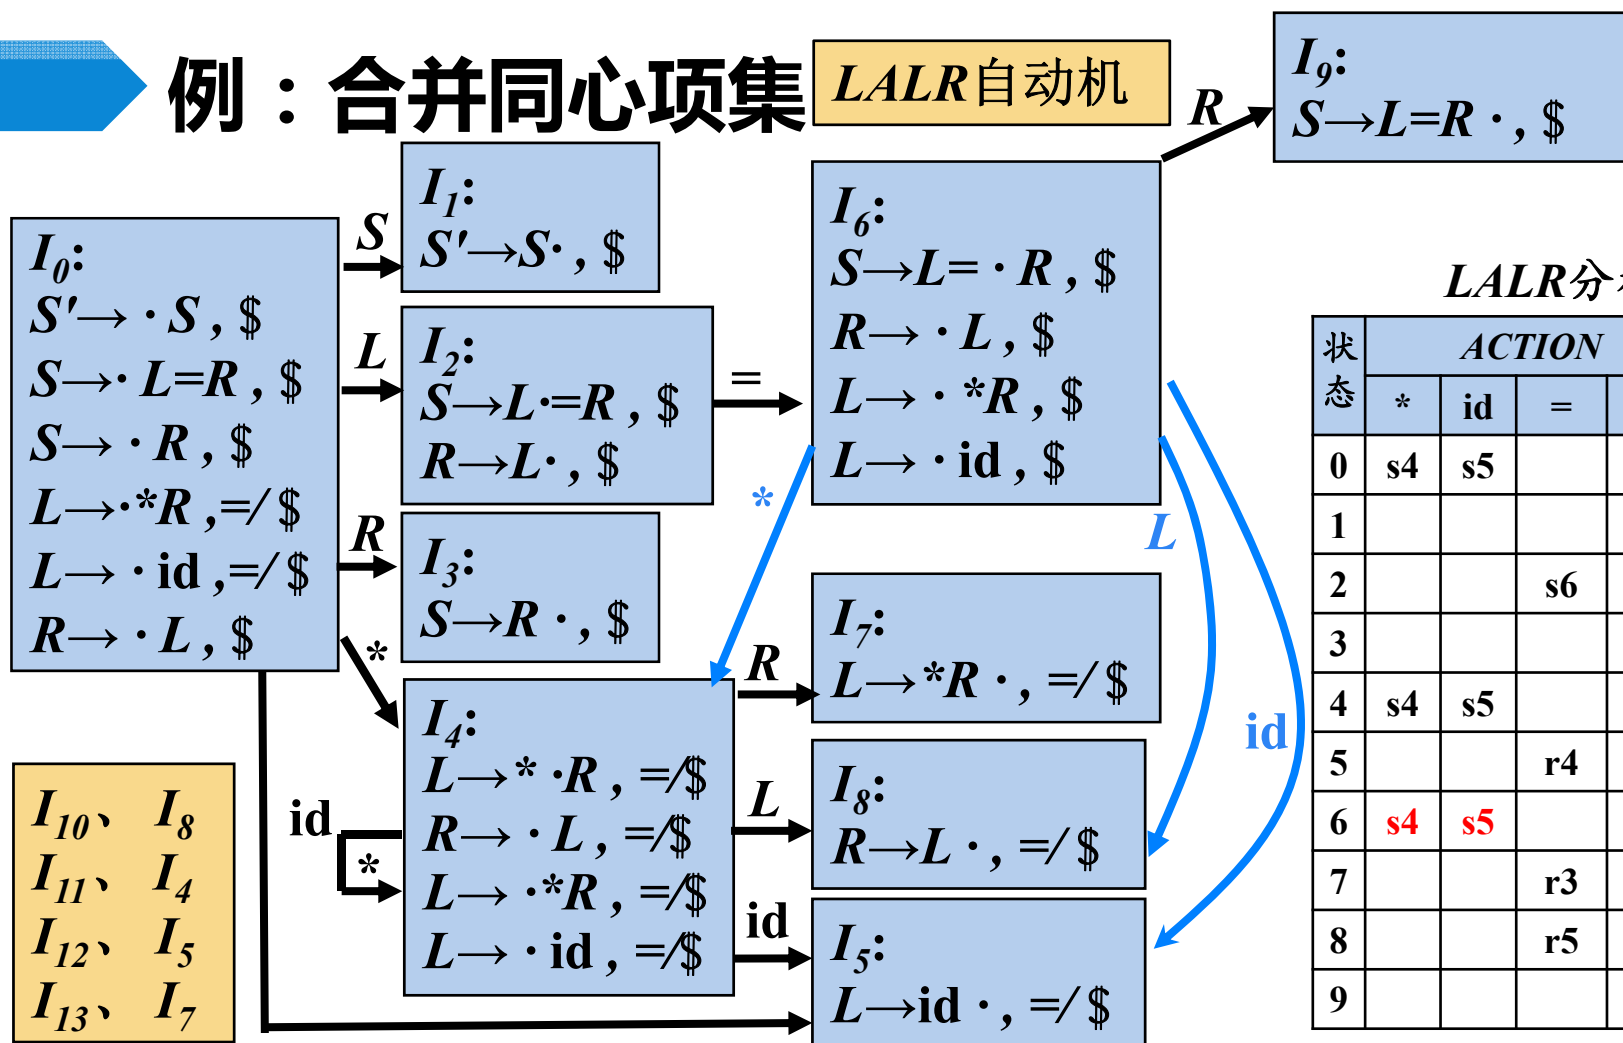 例：合并同心项集
LALR自动机
I9:
S→L=R ·, $
R
I1:
S'→S·, $
S
I0:
S'→ · S , $
S→· L=R , $
S→ · R , $
L→·*R ,=/ $
L→ · id ,=/ $
R→ · L , $
L
I2:
S→L·=R , $
R→L· , $
=
I6:
S→L= · R , $
R→ · L , $
L→ · *R , $
L→ · id , $
R
I3:
S→R · , $
*
*
L
id
I4:
L→* ·R , =/$
R→ · L , =/$
L→ ·*R , =/$
L→ · id , =/$
id
*
R
I7:
L→*R · , =/ $
L
I8:
R→L · , =/ $
id
I5:
L→id · , =/ $
I10、 I8
I11、 I4
I12、 I5
I13、 I7
LALR分
状态 ACTION
* id =
0 s4 s5
1
2 s6
3
4 s4 s5
5 r4
6 s4 s5
7 r3
8 r5
9